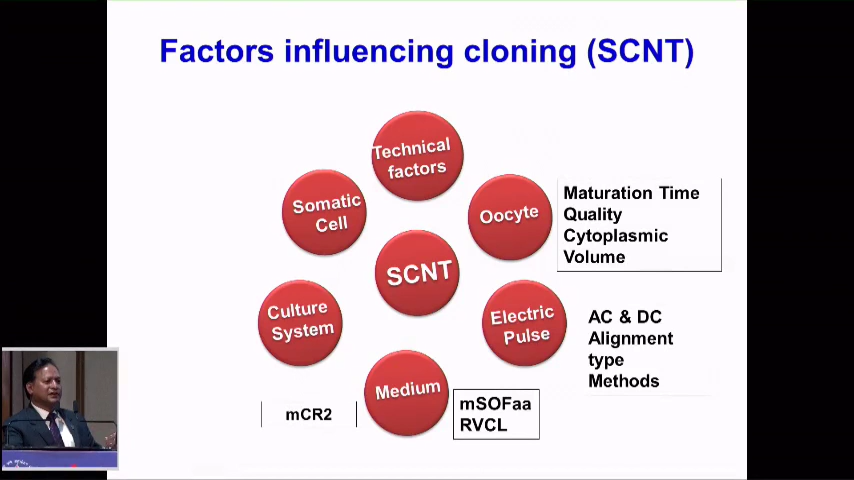 Factors influencing cloning (SCNT)
Technical
factors
Somatic
Cell
Oocyte
Maturation Time
Quality
Cytoplasmic
Volume
SCNT
Culture
System
Electric
Pulse
AC & DC
Alignment
type
Methods
Medium
mCR2
mSOFaa
RVCL